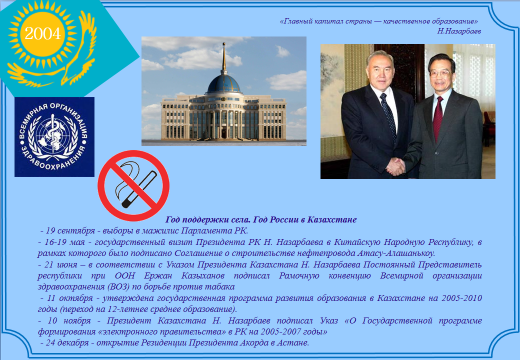 2004
«Главный капитал страны — качественное образование»
Н.Назарбаев
ВСЕМИРНАЯ ОРГАНИЗАЦИЯ
ЗДРАВООХРАНЕНИЯ
Год поддержки села. Год России в Казахстане
- 19 сентября - выборы в мажилис Парламента РК.
- 16-19 мая - государственный визит Президента РК Н. Назарбаева в Китайскую Народную Республику, в
рамках которого было подписано Соглашение о строительстве нефтепровода Атасу-Алашанькоу.
- 21 июня – в соответствии с Указом Президента Казахстана Н. Назарбаева Постоянный Представитель
республики при ООН Ержан Казыханов подписал Рамочную конвенцию Всемирной организации
здравоохранения (ВОЗ) по борьбе против табака
- 11 октября - утверждена государственная программа развития образования в Казахстане на 2005-2010
годы (переход на 12-летнее среднее образование).
- 10 ноября - Президент Казахстана Н. Назарбаев подписал Указ «О Государственной программе
формирования «электронного правительства» в РК на 2005-2007 годы»
- 24 декабря - открытие Резиденции Президента Акорда в Астане.